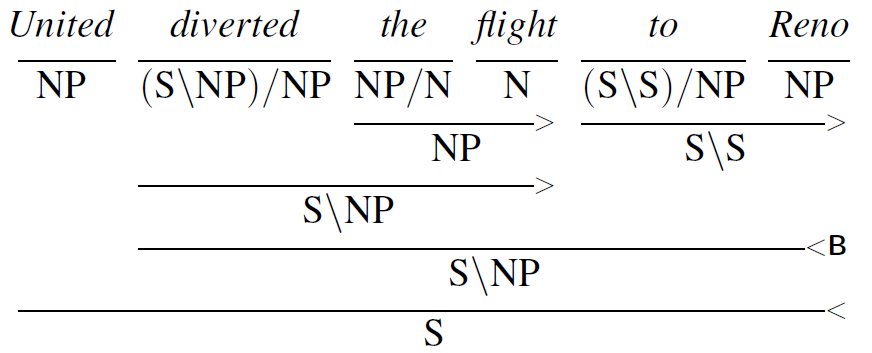 United diverted the flight to Reno
NP (S\NP)/NP NP/N N (S\S)/NP NP
> >
NP S\S
>
S\NP
<B
S\NP
<
S